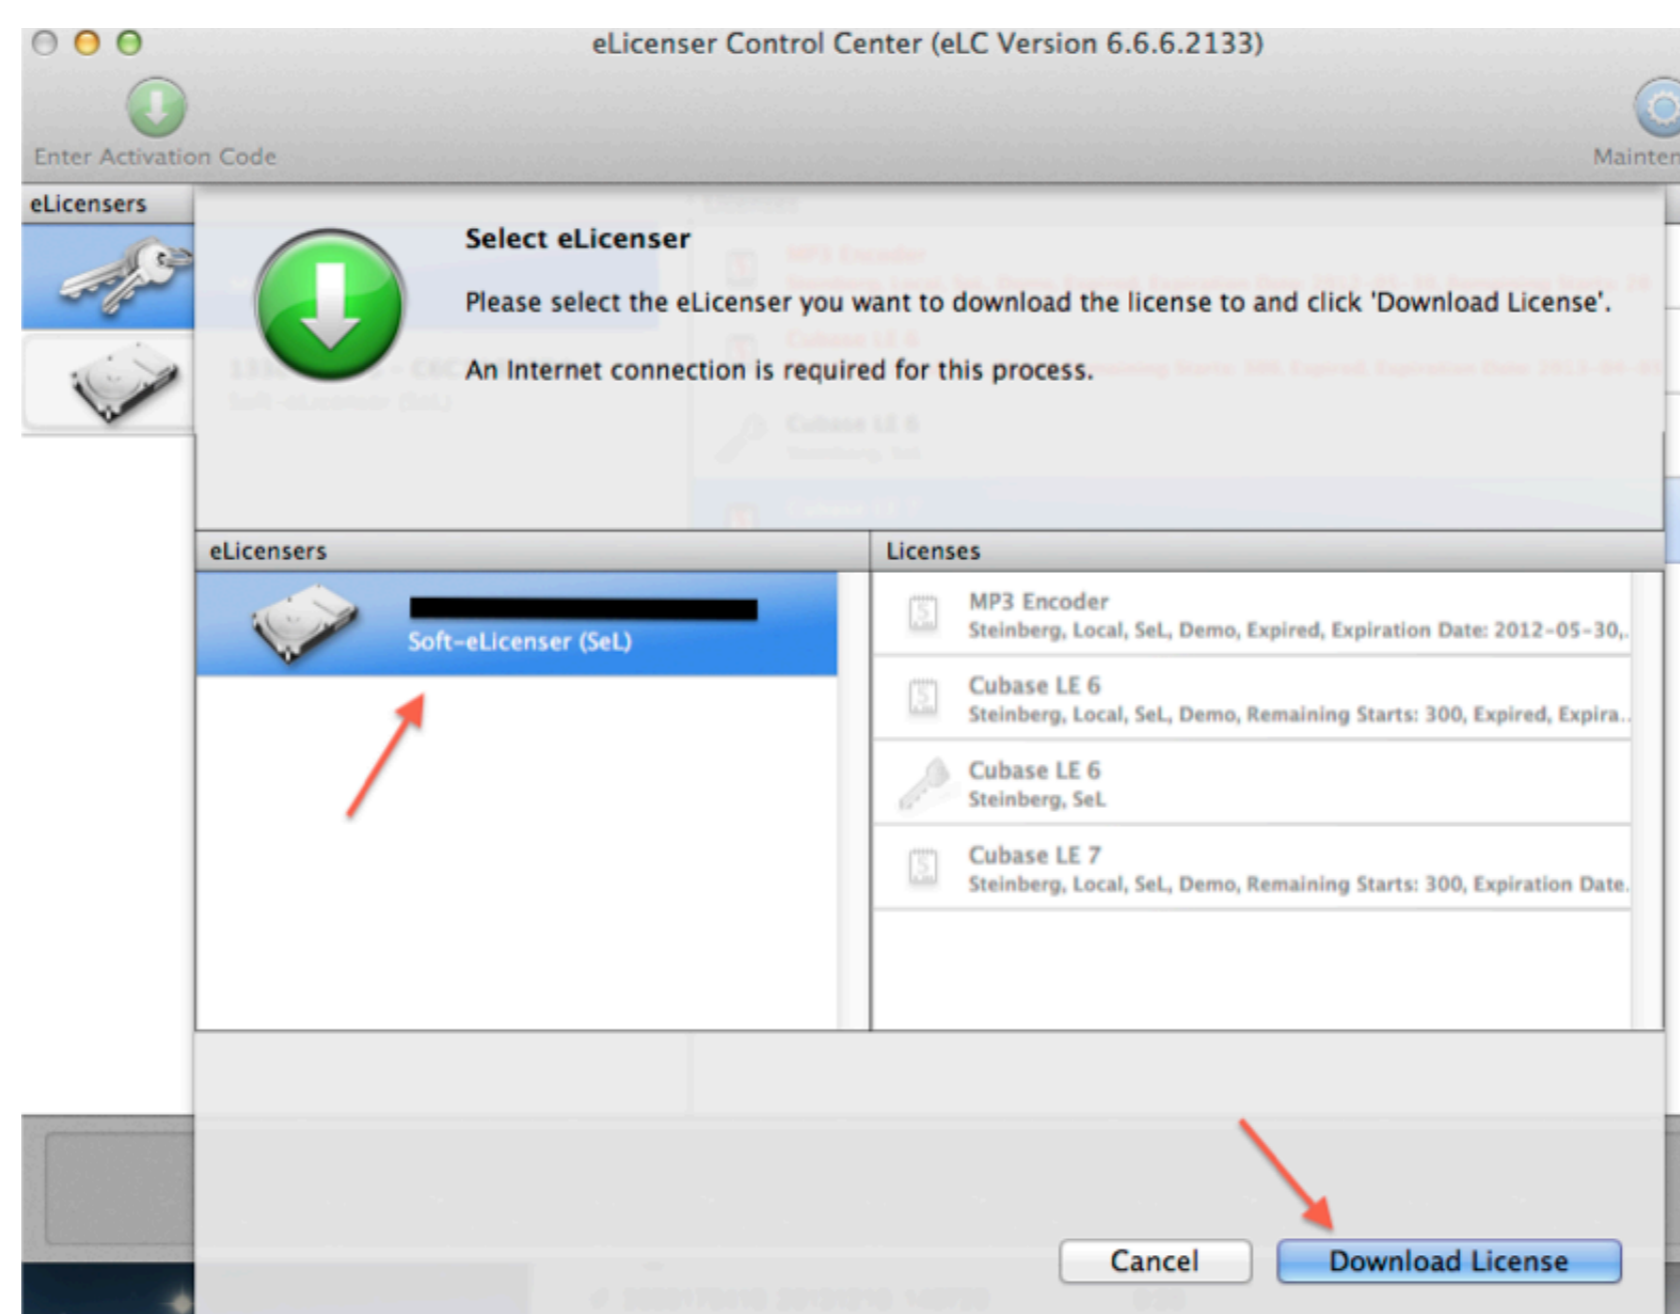 eLicenser Control Center (eLC Version 6.6.6.2133)
Enter Activation Code
eLicensers
Select eLicenser
Please select the eLicenser you want to download the license to and click 'Download License'.
An Internet connection is required for this process.
Cubase LE 6
eLicensers
Licenses
Soft-eLicenser (SeL)
MP3 Encoder
Steinberg, Local, SeL, Demo, Expired, Expiration Date: 2012-05-30,.
Cubase LE 6
Steinberg, Local, SeL, Demo, Remaining Starts: 300, Expired, Expira..
Cubase LE 6
Steinberg, SeL
Cubase LE 7
Steinberg, Local, SeL, Demo, Remaining Starts: 300, Expiration Date.
Cancel
Download License